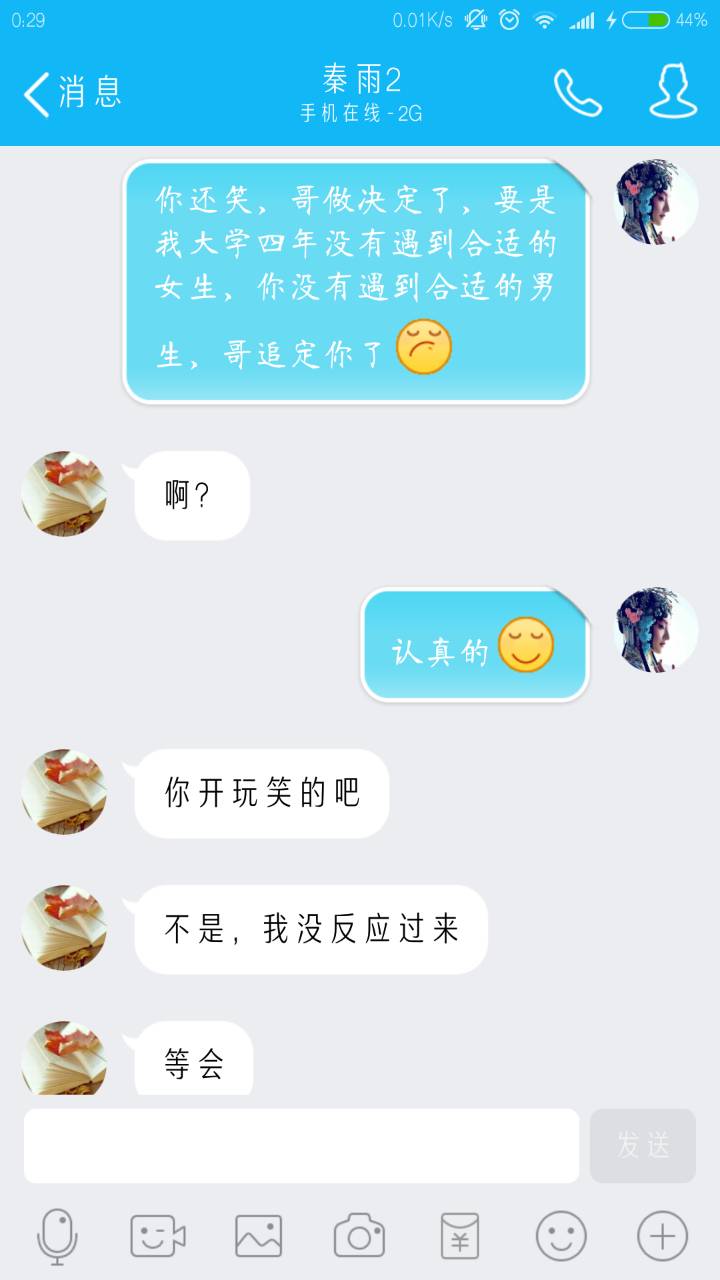 0:29
0.01K/s
44%
消息
秦雨2
手机在线 - 2G
你还笑，哥做决定了，要是
我大学四年没有遇到合适的
女生，你没有遇到合适的男
生，哥追定你了
啊？
认真的
你开玩笑的吧
不是，我没反应过来
等会
发送